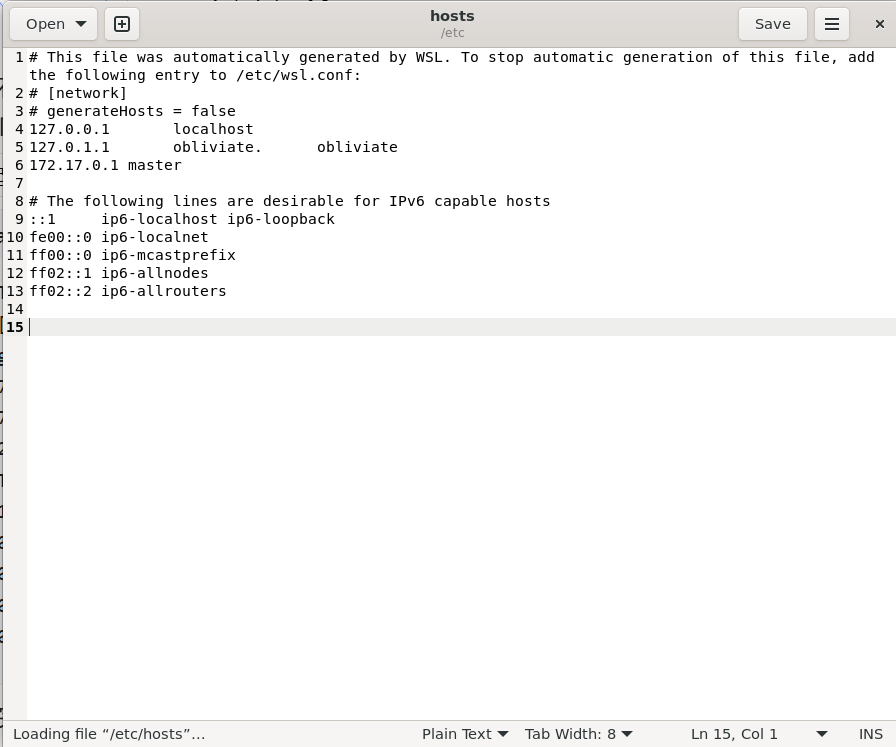 Open
hosts
/etc
Save
1 # This file was automatically generated by WSL. To stop automatic generation of this file, add
the following entry to /etc/wsl.conf:
2 # [network]
3 # generateHosts = false
4 127.0.0.1       localhost
5 127.0.1.1       obliviate.      obliviate
6 172.17.0.1 master
7
8 # The following lines are desirable for IPv6 capable hosts
9 ::1     ip6-localhost ip6-loopback
10 fe00::0 ip6-localnet
11 ff00::0 ip6-mcastprefix
12 ff02::1 ip6-allnodes
13 ff02::2 ip6-allrouters
14
15
Loading file “/etc/hosts”… Plain Text Tab Width: 8 Ln 15, Col 1 INS